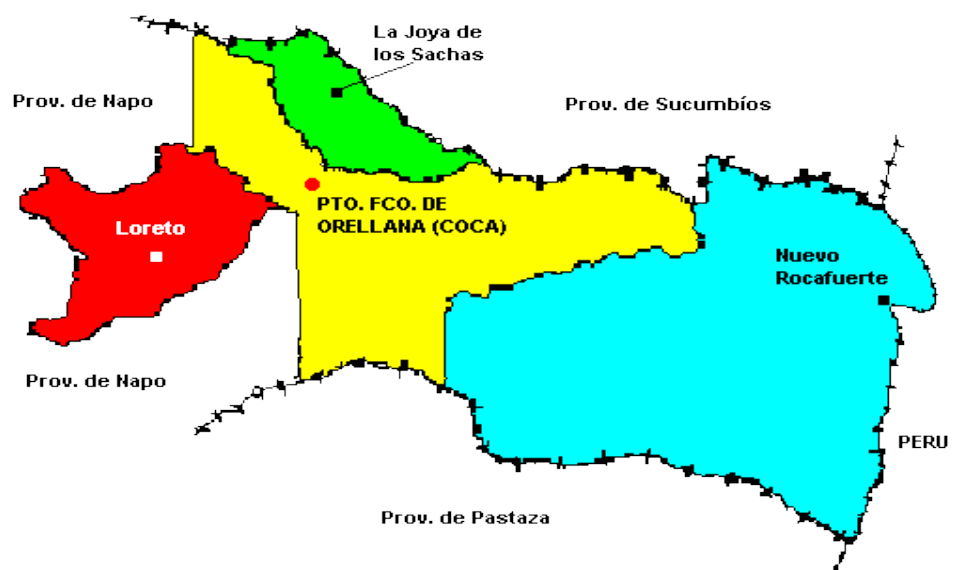 La Joya de
los Sachas
Prov. de Napo
Prov. de Sucumbíos
PTO. FCO. DE
ORELLANA (COCA)
Loreto
Nuevo
Rocafuerte
Prov. de Napo
PERU
Prov. de Pastaza